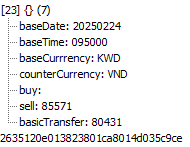 [23] {} (7)
baseDate: 20250224
baseTime: 095000
baseCurrrency: KWD
counterCurrency: VND
buy:
sell: 85571
basicTransfer: 80431
2635120e013823801ca8014d035c9ce